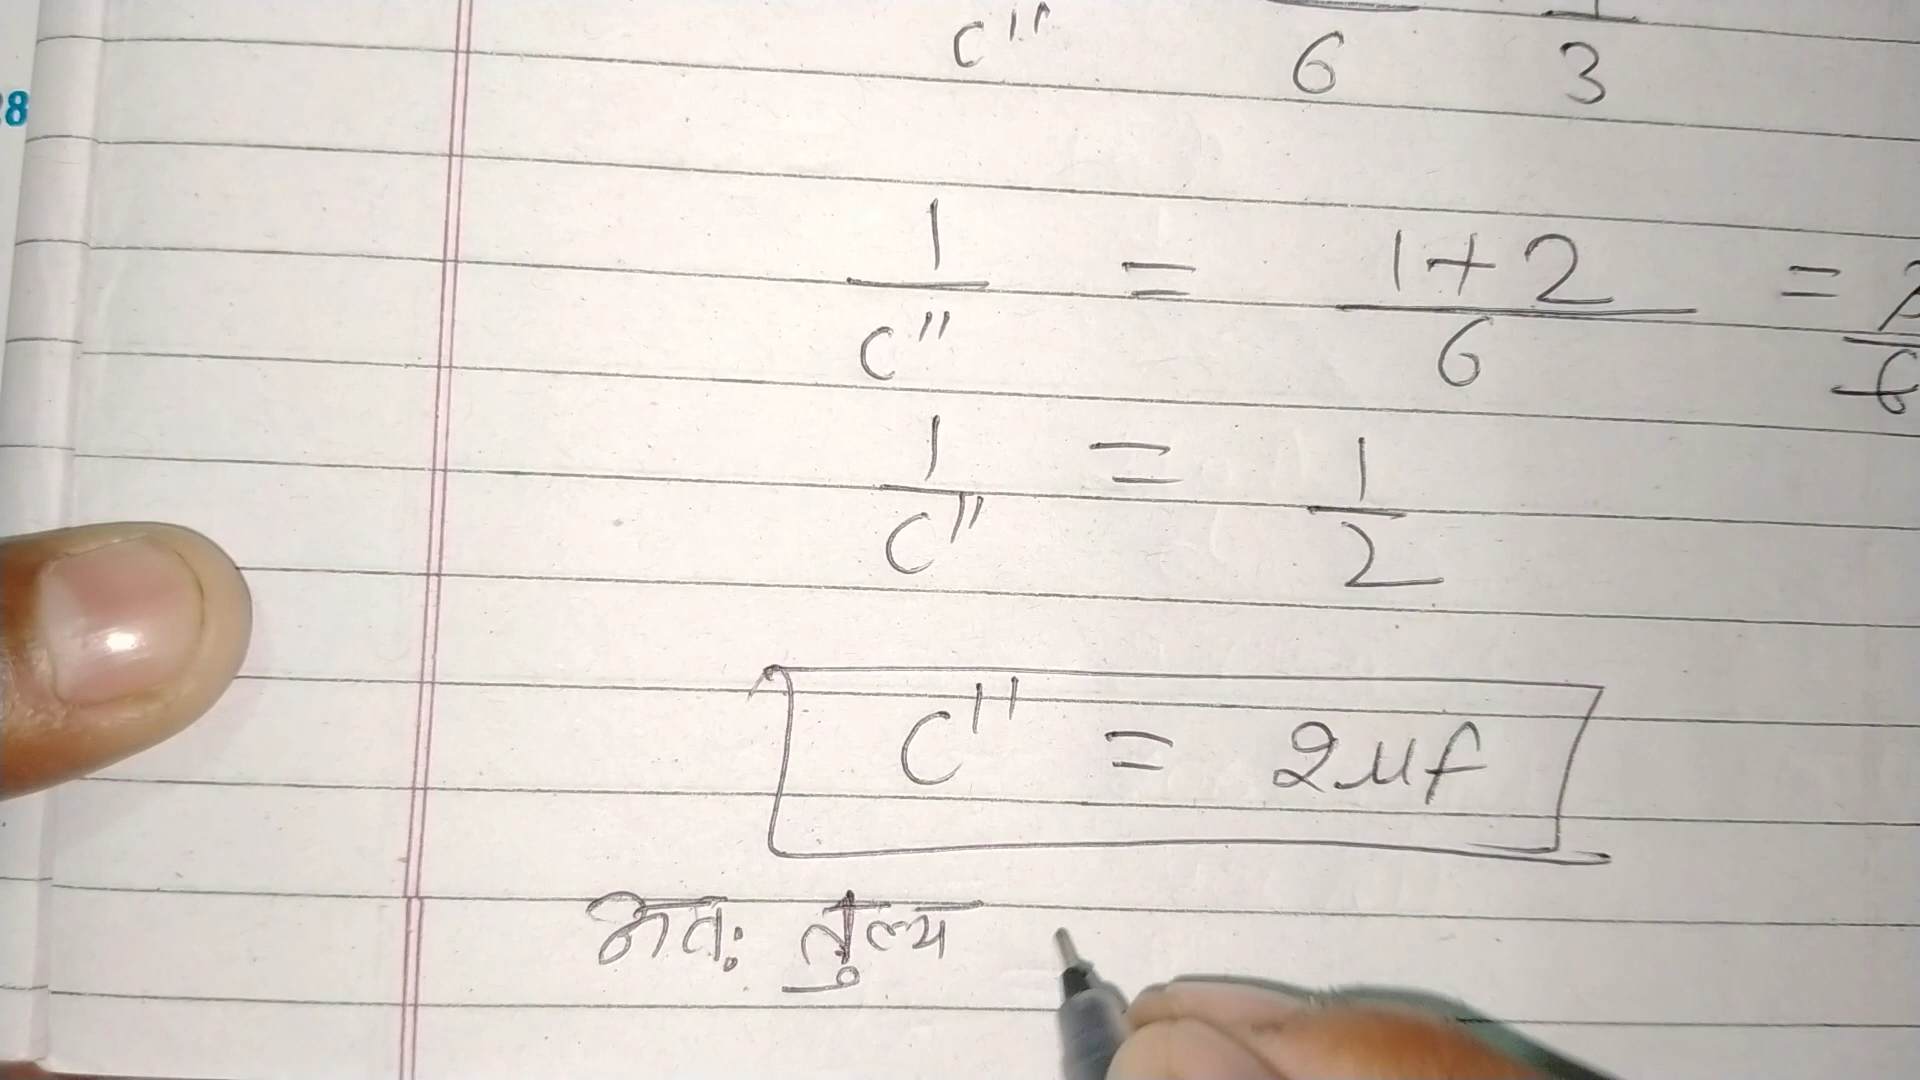 8
c'' 6 3
1/c'' = 1+2/6 =
1/c'' = 1/2
c'' = 2μf
अतः तुल्य